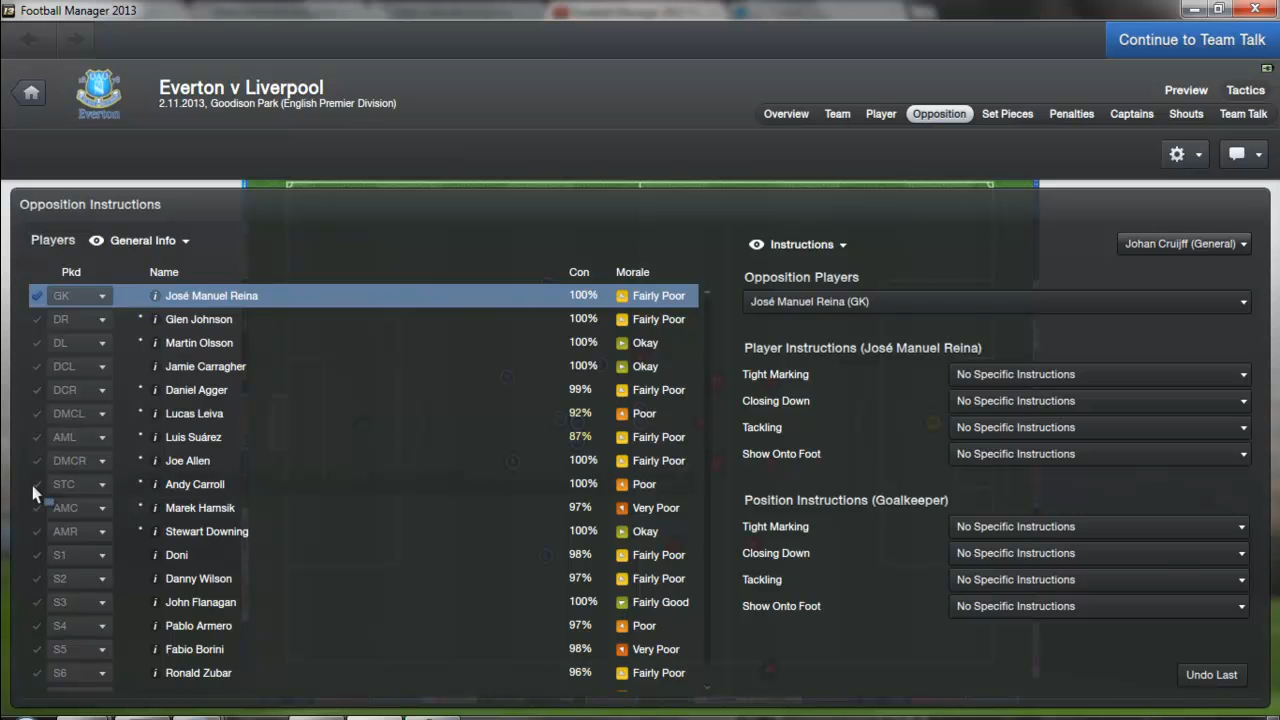 Football Manager 2013
Continue to Team Talk
Everton v Liverpool
2.11.2013, Goodison Park (English Premier Division)
Everton
Preview Tactics
Overview Team Player Opposition Set Pieces Penalties Captains Shouts Team Talk
Opposition Instructions
Players General Info
Instructions Johan Cruijff (General)
Pkd Name Con Morale
Opposition Players
GK i José Manuel Reina 100% Fairly Poor
José Manuel Reina (GK)
DR * i Glen Johnson 100% Fairly Poor
DL i Martin Olsson 100% Okay
Player Instructions (José Manuel Reina)
DCL i Jamie Carragher 100% Okay
Tight Marking No Specific Instructions
DCR * i Daniel Agger 99% Fairly Poor
Closing Down No Specific Instructions
DMCL * i Lucas Leiva 92% Poor
Tackling No Specific Instructions
AML * i Luis Suárez 87% Fairly Poor
Show Onto Foot No Specific Instructions
DMCR * i Joe Allen 100% Fairly Poor
STC * i Andy Carroll 100% Poor
Position Instructions (Goalkeeper)
AMC * i Marek Hamsik 97% Very Poor
Tight Marking No Specific Instructions
AMR * i Stewart Downing 100% Okay
Closing Down No Specific Instructions
S1 i Doni 98% Fairly Poor
Tackling No Specific Instructions
S2 i Danny Wilson 97% Fairly Poor
Show Onto Foot No Specific Instructions
S3 i John Flanagan 100% Fairly Good
S4 i Pablo Armero 97% Poor
S5 i Fabio Borini 98% Very Poor
S6 i Ronald Zubar 96% Fairly Poor
Undo Last